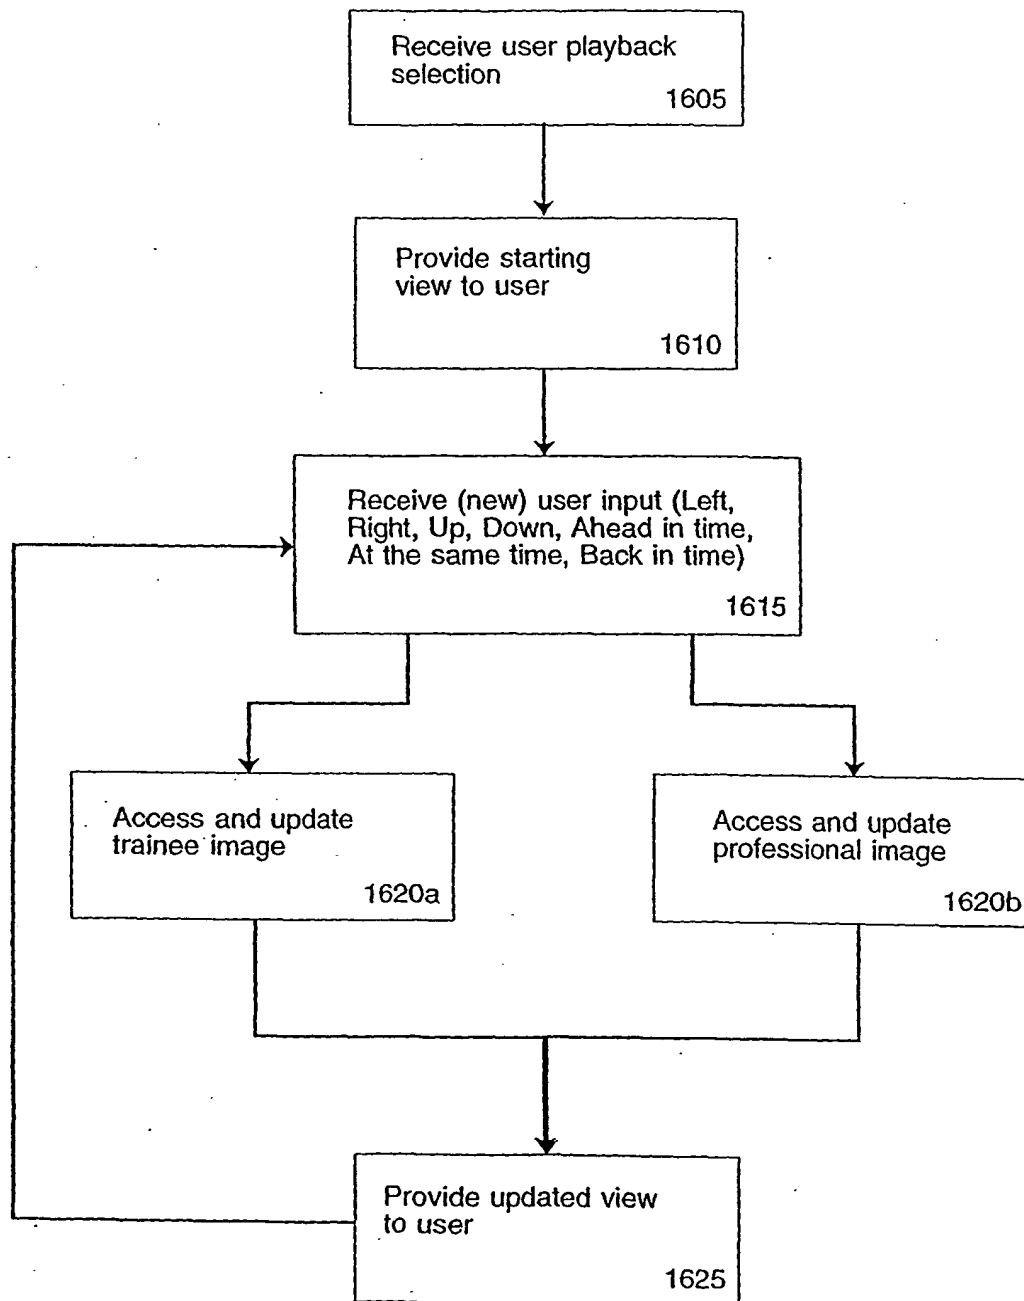 Receive user playback
selection
1605
Provide starting
view to user
1610
Receive (new) user input (Left,
Right, Up, Down, Ahead in time,
At the same time, Back in time)
1615
Access and update
trainee image
1620a
Access and update
professional image
1620b
Provide updated view
to user
1625